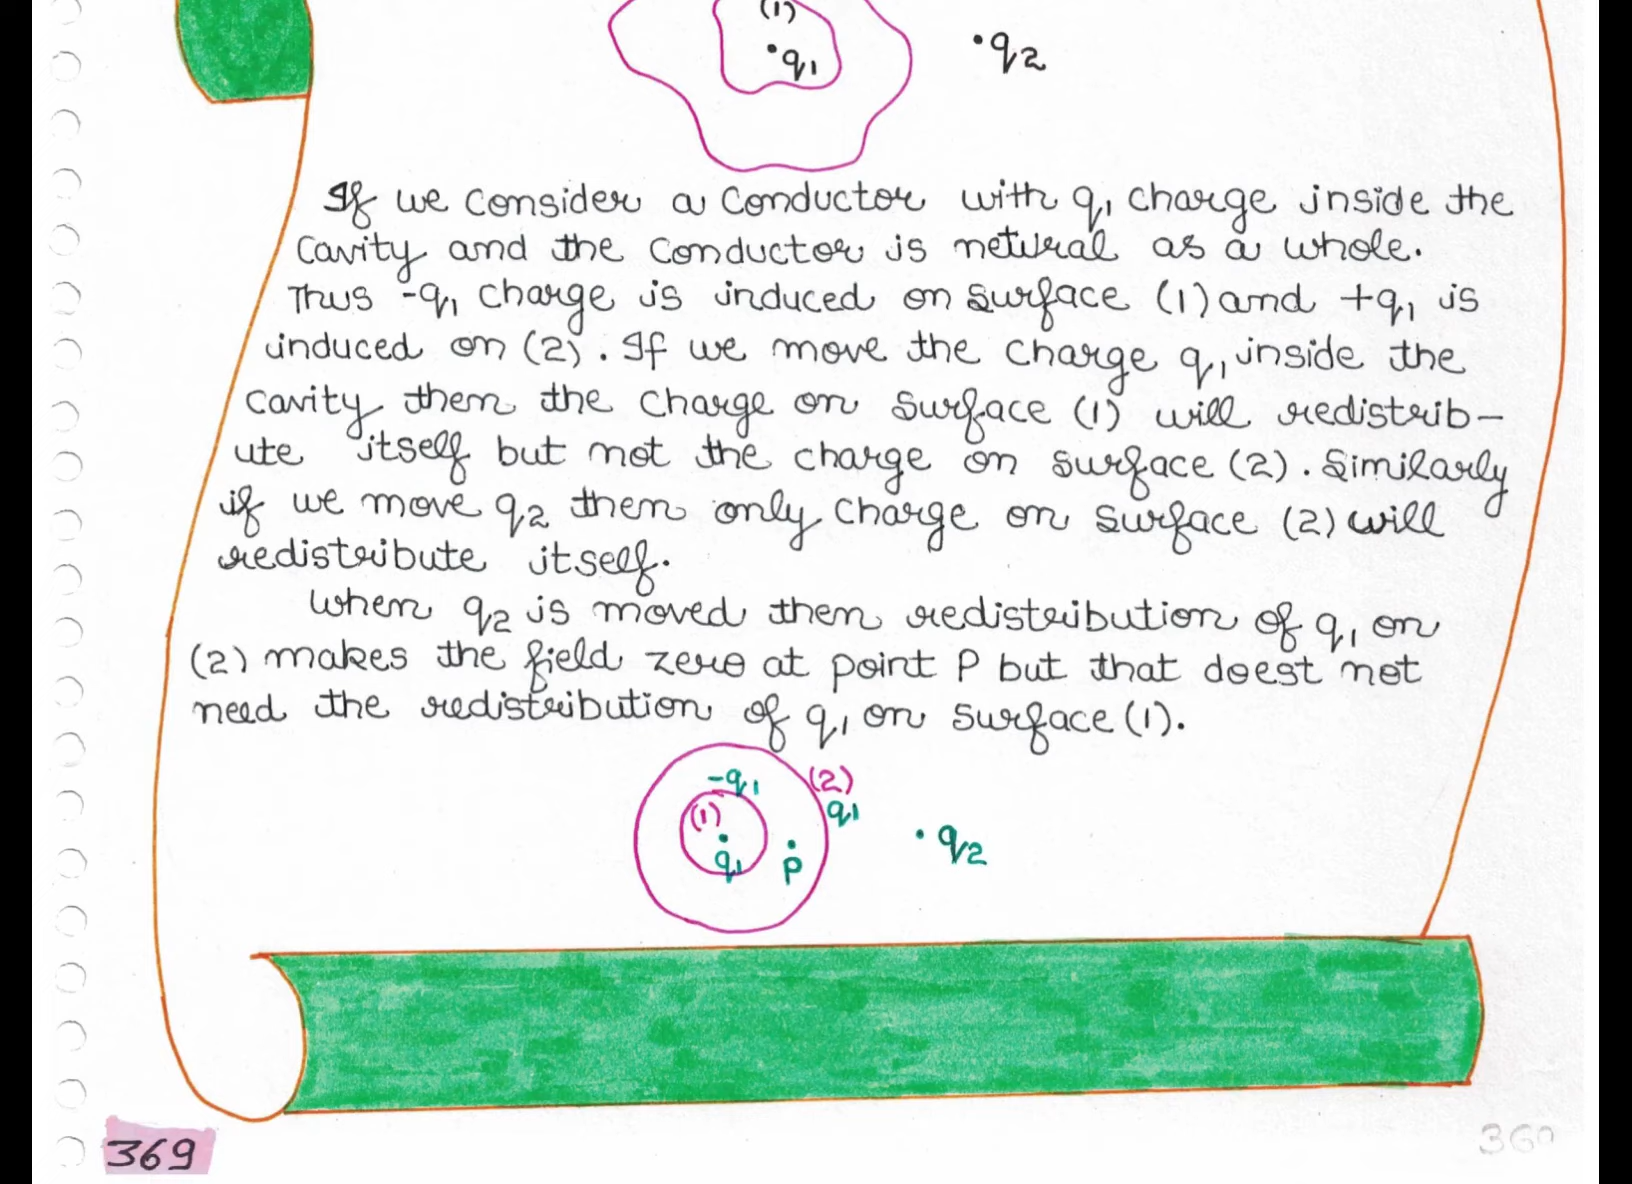 (1)
q1
q2
If we consider a conductor with q1 charge inside the
cavity and the conductor is netural as a whole.
Thus -q1 charge is induced on surface (1) and +q1 is
induced on (2). If we move the charge q1 inside the
cavity then the charge on surface (1) will redistrib-
ute itself but not the charge on surface (2). Similarly
if we move q2 then only charge on surface (2) will
redistribute itself.
When q2 is moved then redistribution of q1 on
(2) makes the field zero at point P but that doest not
need the redistribution of q1 on surface (1).
-q1 (2)
(1) q1
q1 P q2
369
360